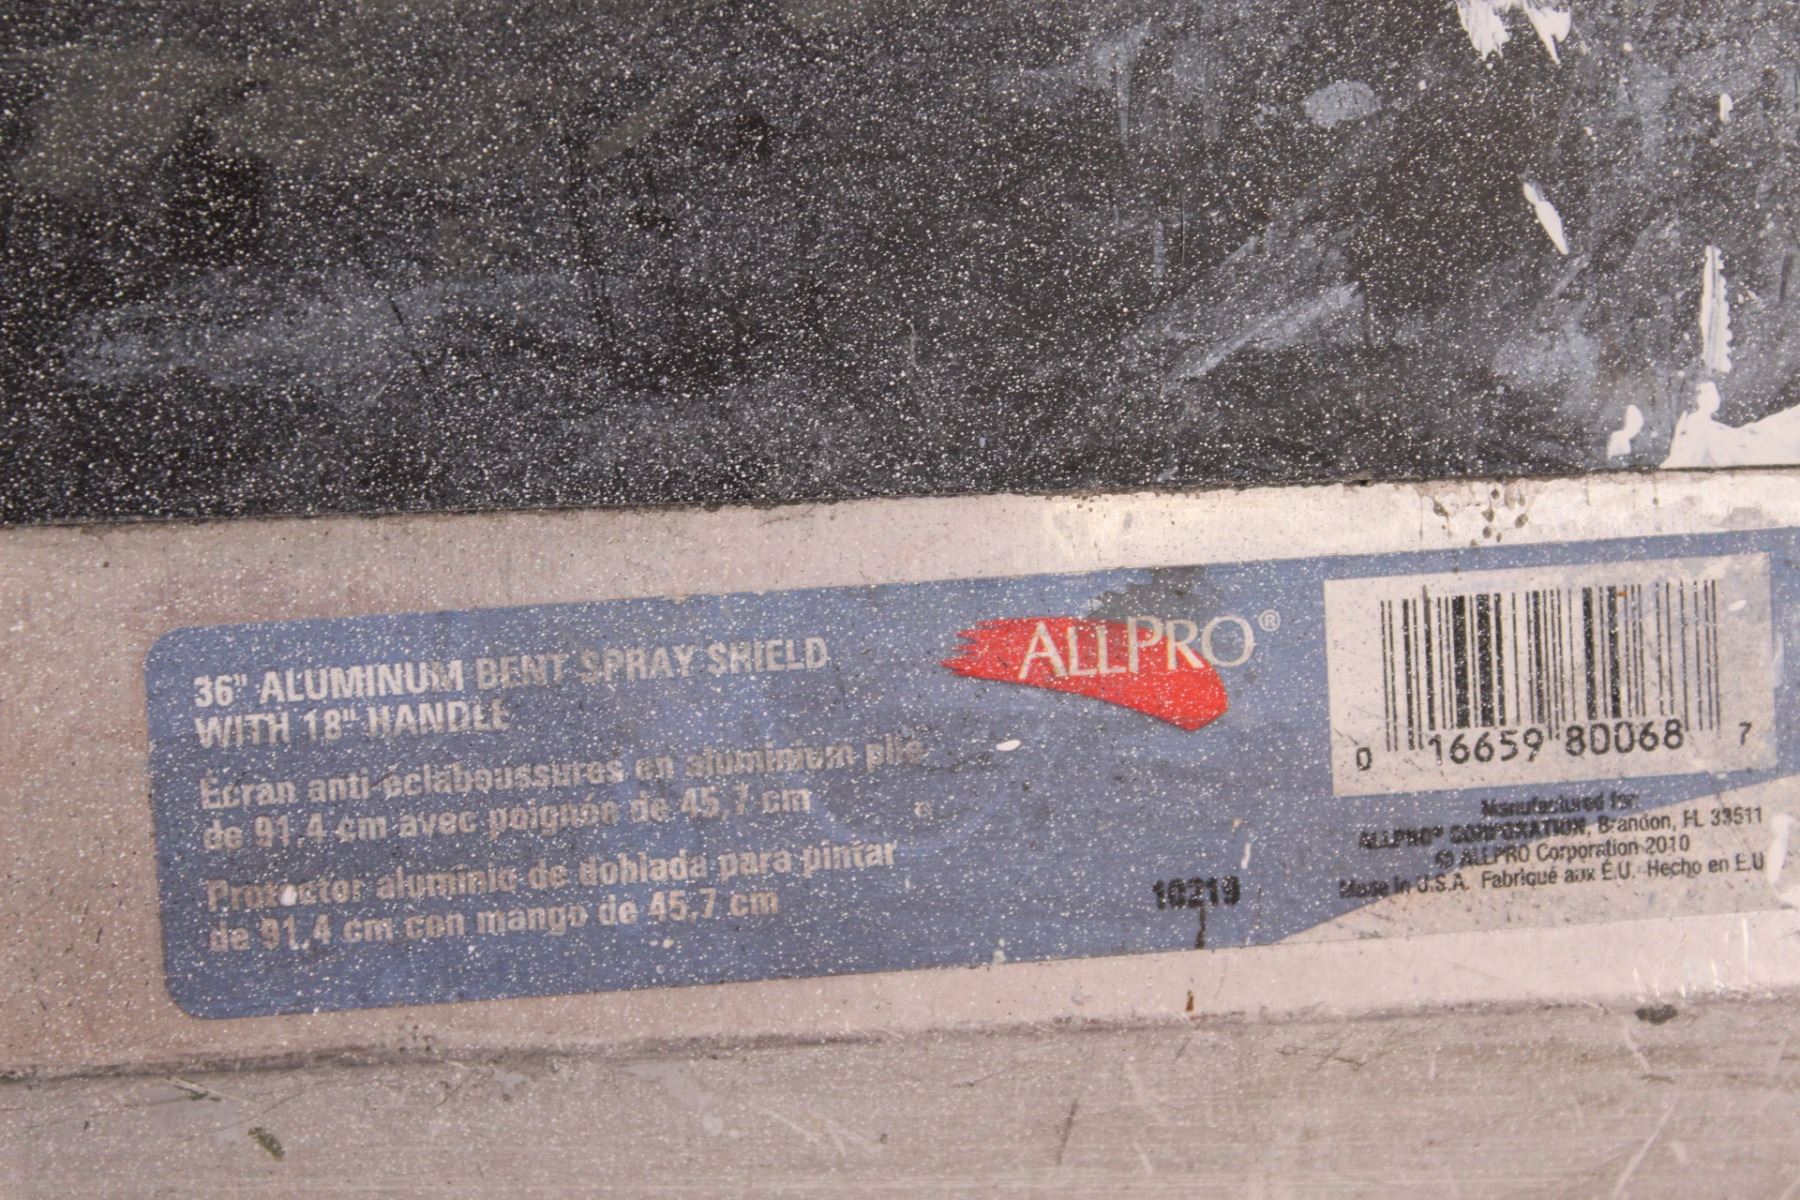 36" ALUMINUM BENT SPRAY SHIELD
WITH 18" HANDLE
Écran anti-éclaboussures en aluminium plié
de 91,4 cm avec poignée de 45,7 cm
Protector aluminio de doblada para pintar
de 91,4 cm con mango de 45,7 cm
ALLPRO®
10219
0 16659 80068 7
Manufactured for:
ALLPRO® CORPORATION, Brandon, FL 33511
© ALLPRO Corporation 2010
Made in U.S.A. Fabriqué aux É.U. Hecho en E.U